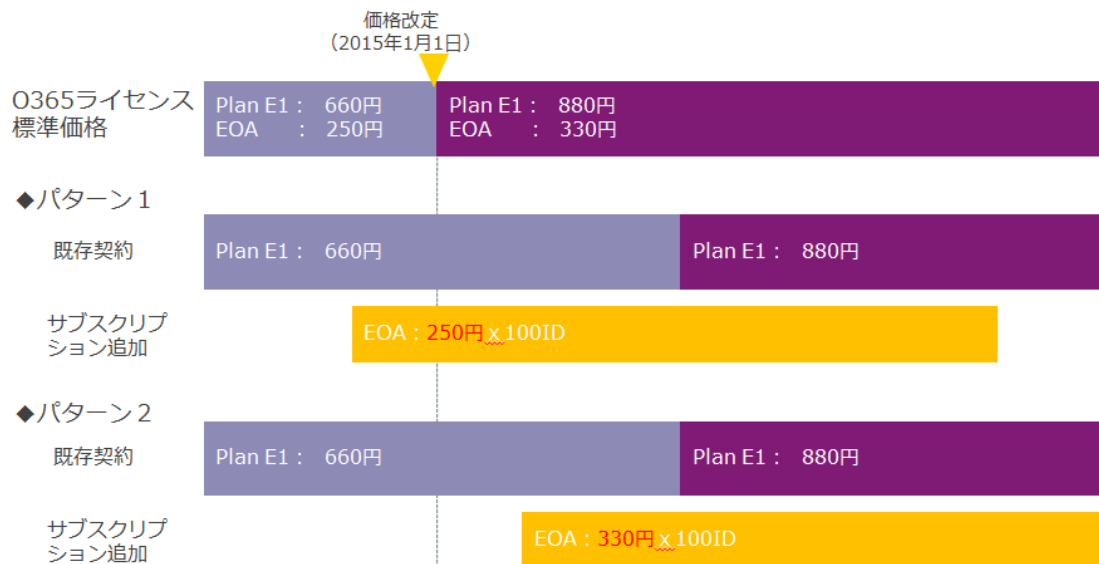 価格改定
（2015年1月1日）
O365ライセンス
標準価格
Plan E1： 660円
EOA ： 250円
Plan E1： 880円
EOA ： 330円
◆パターン１
既存契約
Plan E1： 660円
Plan E1： 880円
サブスクリプ
ション追加
EOA：250円 x 100ID
◆パターン２
既存契約
Plan E1： 660円
Plan E1： 880円
サブスクリプ
ション追加
EOA：330円 x 100ID